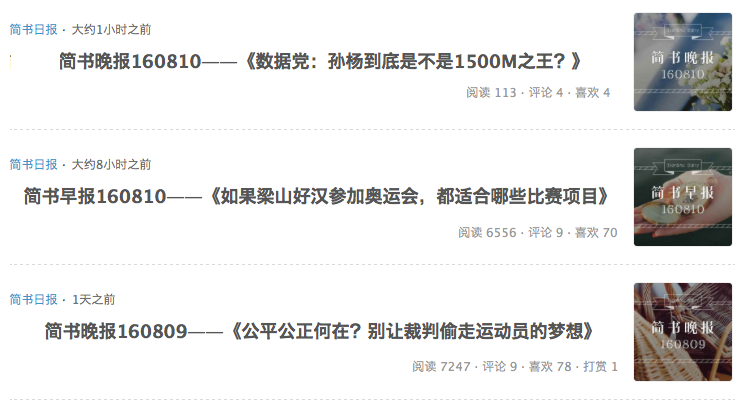 简书日报 · 大约1小时之前
简书晚报160810——《数据党：孙杨到底是不是1500M之王？》
阅读 113 · 评论 4 · 喜欢 4
简书晚报
160810
简书日报 · 大约8小时之前
简书早报160810——《如果梁山好汉参加奥运会，都适合哪些比赛项目》
阅读 6556 · 评论 9 · 喜欢 70
简书早报
160810
简书日报 · 1天之前
简书晚报160809——《公平公正何在？别让裁判偷走运动员的梦想》
阅读 7247 · 评论 9 · 喜欢 78 · 打赏 1
简书晚报
160809